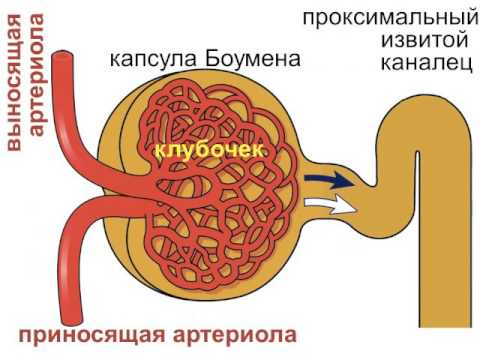 проксимальный
извитой
каналец
капсула Боумена
выносящая
артериола
клубочек
приносящая артериола